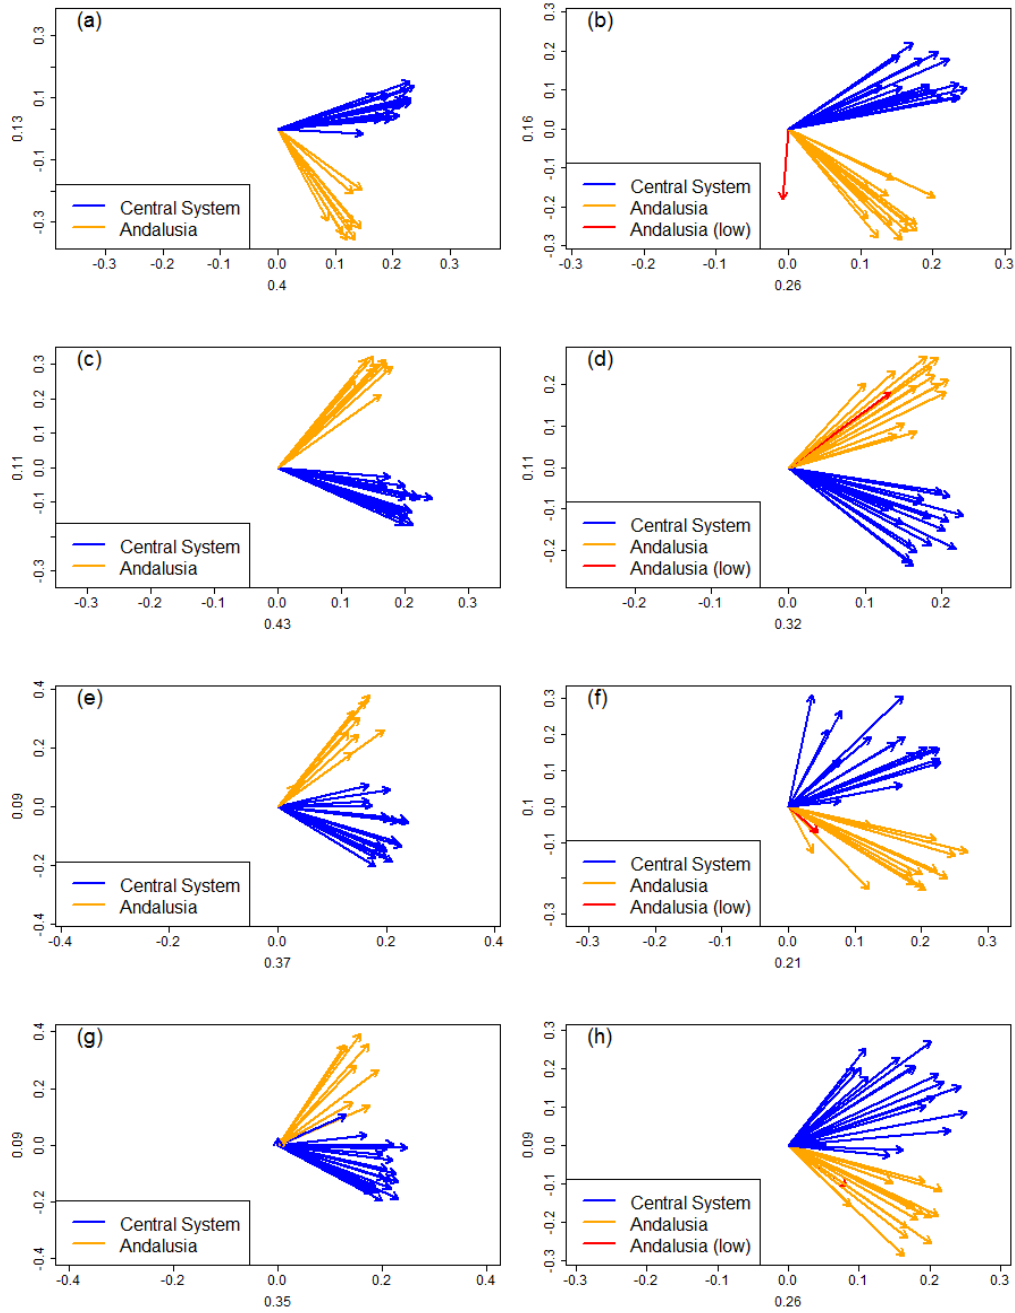 (a)
0.3
0.1
-0.1
-0.3
0.13
Central System
Andalusia
-0.3 -0.2 -0.1 0.0 0.1 0.2 0.3
0.4
(b)
0.3
0.2
0.1
0.0
-0.1
-0.2
-0.3
0.16
Central System
Andalusia
Andalusia (low)
-0.3 -0.2 -0.1 0.0 0.1 0.2 0.3
0.26
(c)
0.3
0.2
0.1
0.0
-0.1
-0.3
0.11
Central System
Andalusia
-0.3 -0.2 -0.1 0.0 0.1 0.2 0.3
0.43
(d)
0.2
0.1
0.0
-0.1
-0.2
0.11
Central System
Andalusia
Andalusia (low)
-0.2 -0.1 0.0 0.1 0.2
0.32
(e)
0.4
0.2
0.0
-0.2
-0.4
0.09
Central System
Andalusia
-0.4 -0.2 0.0 0.2 0.4
0.37
(f)
0.3
0.2
0.1
0.0
-0.1
-0.3
0.1
Central System
Andalusia
Andalusia (low)
-0.3 -0.2 -0.1 0.0 0.1 0.2 0.3
0.21
(g)
0.4
0.2
0.0
-0.2
-0.4
0.09
Central System
Andalusia
-0.4 -0.2 0.0 0.2 0.4
0.35
(h)
0.3
0.2
0.1
0.0
-0.1
-0.2
-0.3
0.09
Central System
Andalusia
Andalusia (low)
-0.3 -0.2 -0.1 0.0 0.1 0.2 0.3
0.26